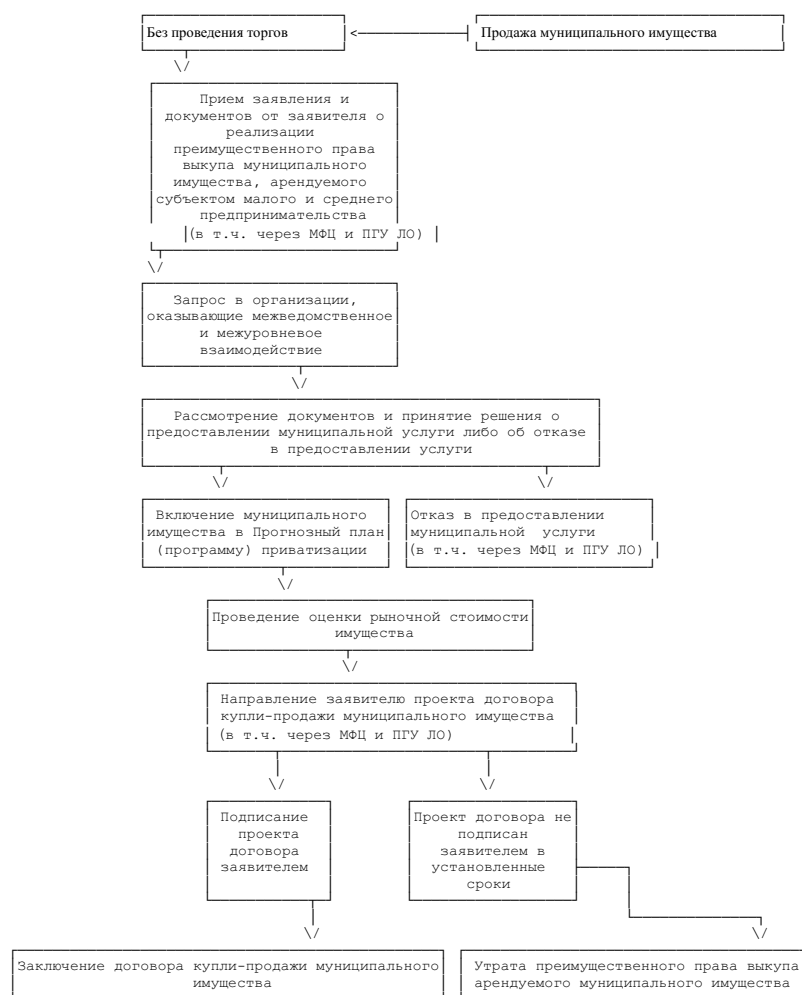 Без проведения торгов
Продажа муниципального имущества
Прием заявления и
документов от заявителя о
реализации
преимущественного права
выкупа муниципального
имущества, арендуемого
субъектом малого и среднего
предпринимательства
(в т.ч. через МФЦ и ПГУ ЛО)
Запрос в организации,
оказывающие межведомственное
и межуровневое
взаимодействие
Рассмотрение документов и принятие решения о
предоставлении муниципальной услуги либо об отказе
в предоставлении услуги
Включение муниципального
имущества в Прогнозный план
(программу) приватизации
Отказ в предоставлении
муниципальной услуги
(в т.ч. через МФЦ и ПГУ ЛО)
Проведение оценки рыночной стоимости
имущества
Направление заявителю проекта договора
купли-продажи муниципального имущества
(в т.ч. через МФЦ и ПГУ ЛО)
Подписание
проекта
договора
заявителем
Проект договора не
подписан
заявителем в
установленные
сроки
Заключение договора купли-продажи муниципального
имущества
Утрата преимущественного права выкупа
арендуемого муниципального имущества